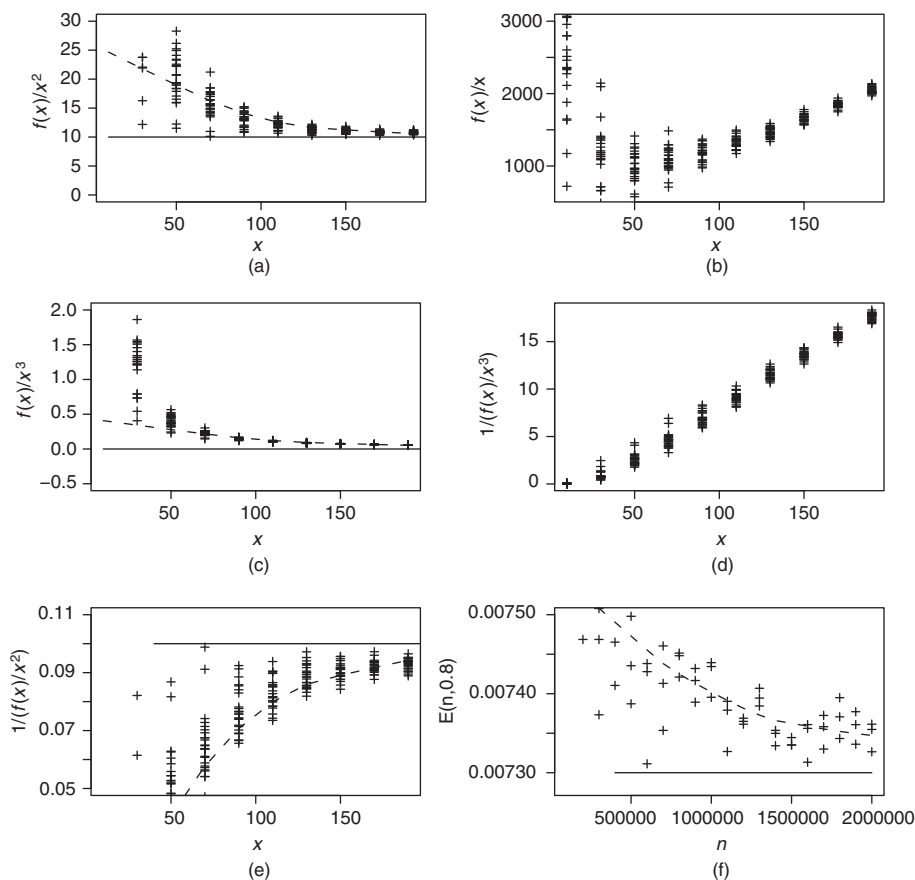 f(x)/x²
30
25
20
15
10
5
0
50
100
150
x
(a)
f(x)/x
3000
2000
1000
50
100
150
x
(b)
f(x)/x³
2.0
1.5
1.0
0.5
0.0
−0.5
50
100
150
x
(c)
1/(f(x)/x³)
15
10
5
0
50
100
150
x
(d)
1/(f(x)/x²)
0.11
0.09
0.07
0.05
50
100
150
x
(e)
E(n,0.8)
0.00750
0.00740
0.00730
500000
1000000
1500000
2000000
n
(f)